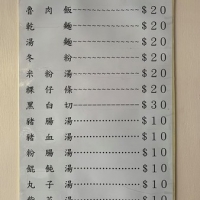 魯肉飯 $20
乾麵 $20
湯麵 $20
冬粉 $20
米粉湯 $20
粿仔條 $20
黑白切 $30
豬腸湯 $10
豬血湯 $10
粉腸湯 $10
餛飩湯 $10
丸子湯 $10
$10